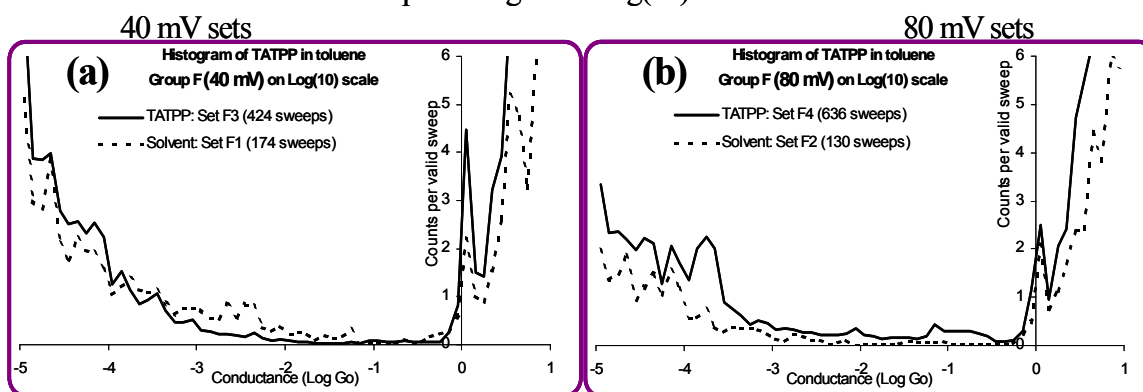 40 mV sets
80 mV sets
(a)
Histogram of TATPP in toluene
Group F (40 mV) on Log(10) scale
TATPP: Set F3 (424 sweeps)
Solvent: Set F1 (174 sweeps)
Counts per valid sweep
6
5
4
3
2
1
0
-5 -4 -3 -2 -1 0 1
Conductance (Log Go)
(b)
Histogram of TATPP in toluene
Group F (80 mV) on Log(10) scale
TATPP: Set F4 (636 sweeps)
Solvent: Set F2 (130 sweeps)
Counts per valid sweep
6
5
4
3
2
1
0
-5 -4 -3 -2 -1 0 1
Conductance (Log Go)